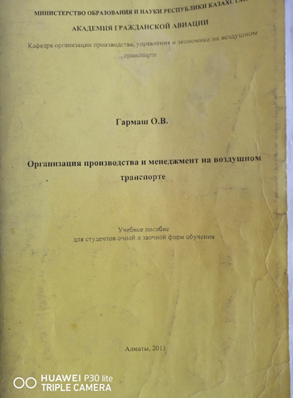 МИНИСТЕРСТВО ОБРАЗОВАНИЯ И НАУКИ РЕСПУБЛИКИ
АКАДЕМИЯ ГРАЖДАНСКОЙ АВИАЦИИ
Кафедра организации производства, управления и экономики на воздушном
транспорте
Гармаш О.В.
Организация производства и менеджмент на воздушном
транспорте
Учебное пособие
для студентов очной и заочной форм обучения
Алматы, 2011
HUAWEI P30 lite
TRIPLE CAMERA